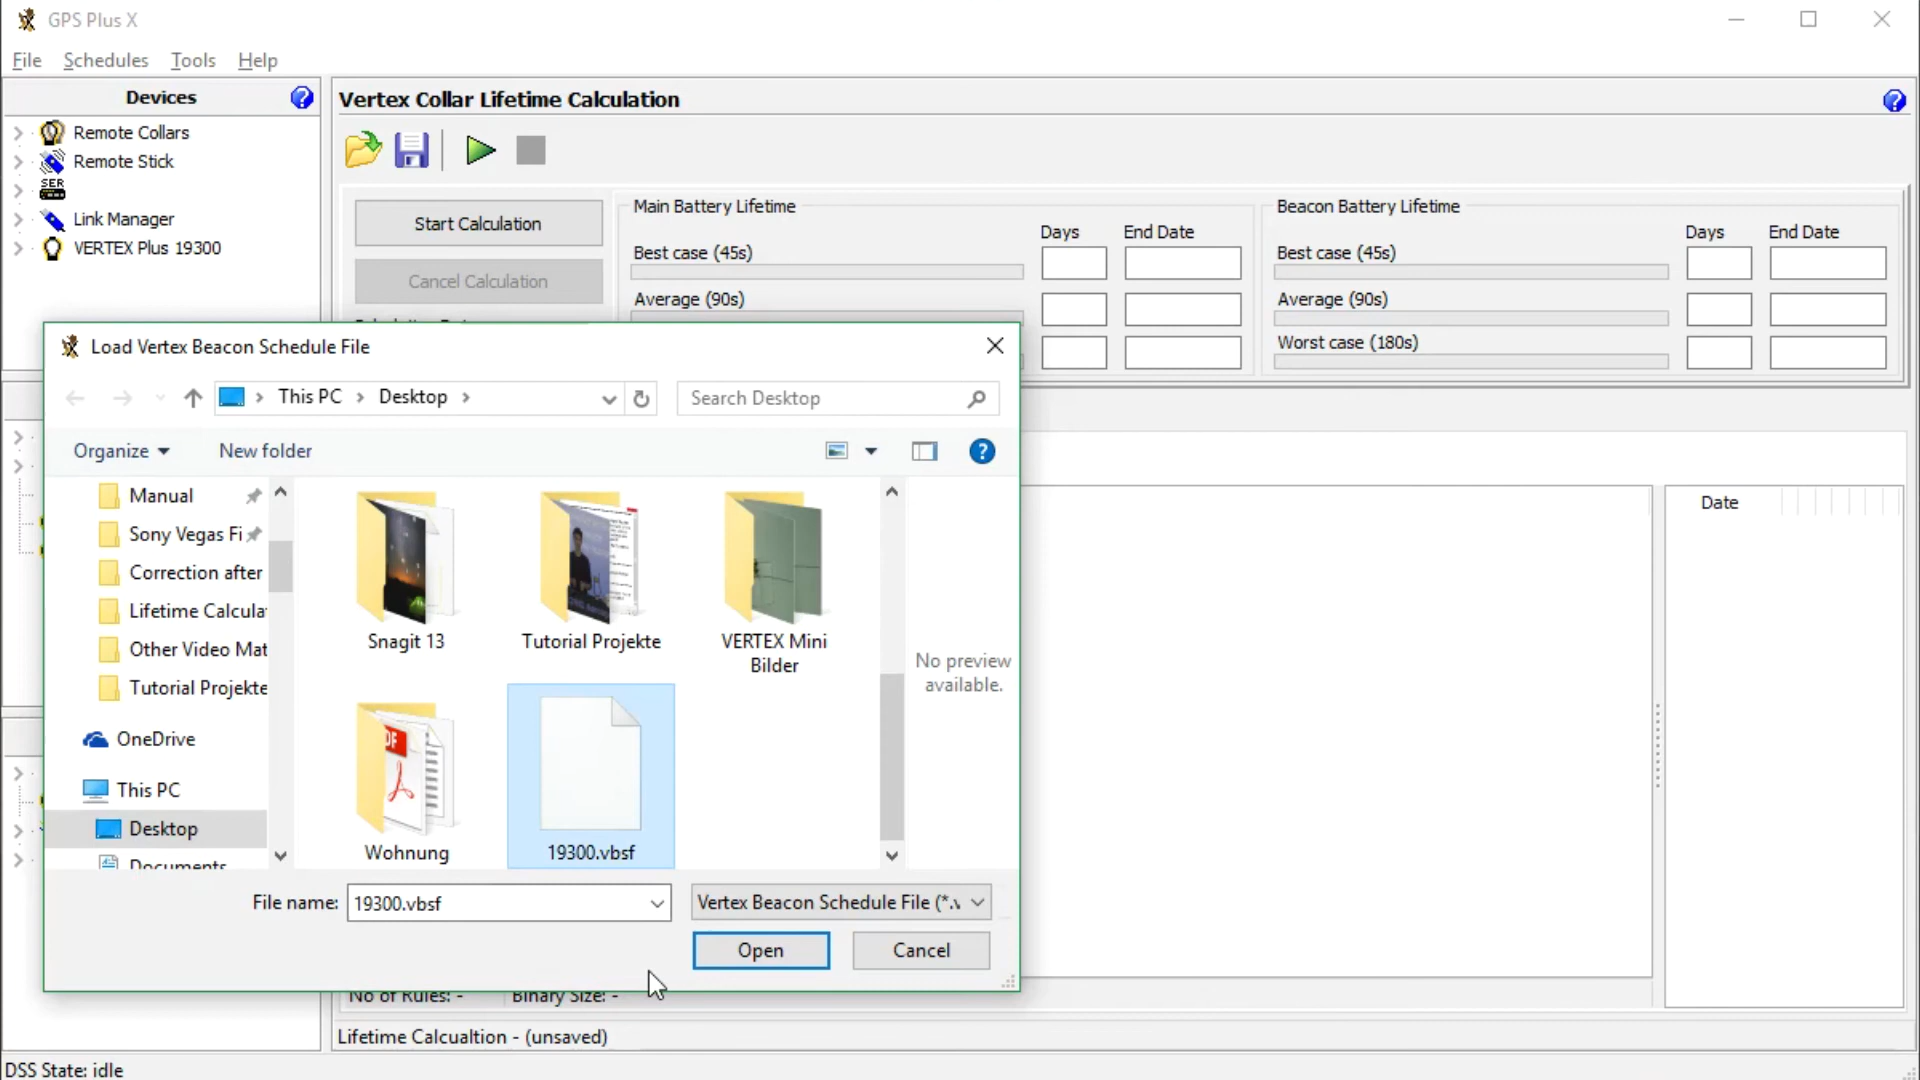 GPS Plus X
File Schedules Tools Help
Devices
Remote Collars
Remote Stick
SER
Link Manager
VERTEX Plus 19300
Vertex Collar Lifetime Calculation
Start Calculation
Cancel Calculation
Main Battery Lifetime
Days End Date
Best case (45s)
Average (90s)
Beacon Battery Lifetime
Days End Date
Best case (45s)
Average (90s)
Worst case (180s)
Load Vertex Beacon Schedule File
This PC Desktop
Search Desktop
Organize New folder
Manual
Sony Vegas Fi
Correction after
Lifetime Calcula
Other Video Mat
Tutorial Projekte
OneDrive
This PC
Desktop
Documents
Snagit 13
Tutorial Projekte
VERTEX Mini
Bilder
Wohnung
19300.vbsf
No preview
available.
File name: 19300.vbsf
Vertex Beacon Schedule File (*.v
Open Cancel
Date
No of Rules: - Binary Size: -
Lifetime Calcualtion - (unsaved)
DSS State: idle